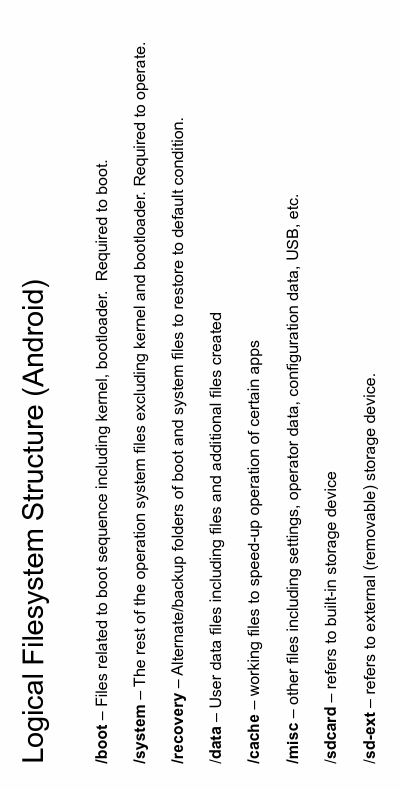 Logical Filesystem Structure (Android)
/boot – Files related to boot sequence including kernel, bootloader.  Required to boot.
/system – The rest of the operation system files excluding kernel and bootloader. Required to operate.
/recovery – Alternate/backup folders of boot and system files to restore to default condition.
/data – User data files including files and additional files created
/cache – working files to speed-up operation of certain apps
/misc – other files including settings, operator data, configuration data, USB, etc.
/sdcard – refers to built-in storage device
/sd-ext – refers to external (removable) storage device.